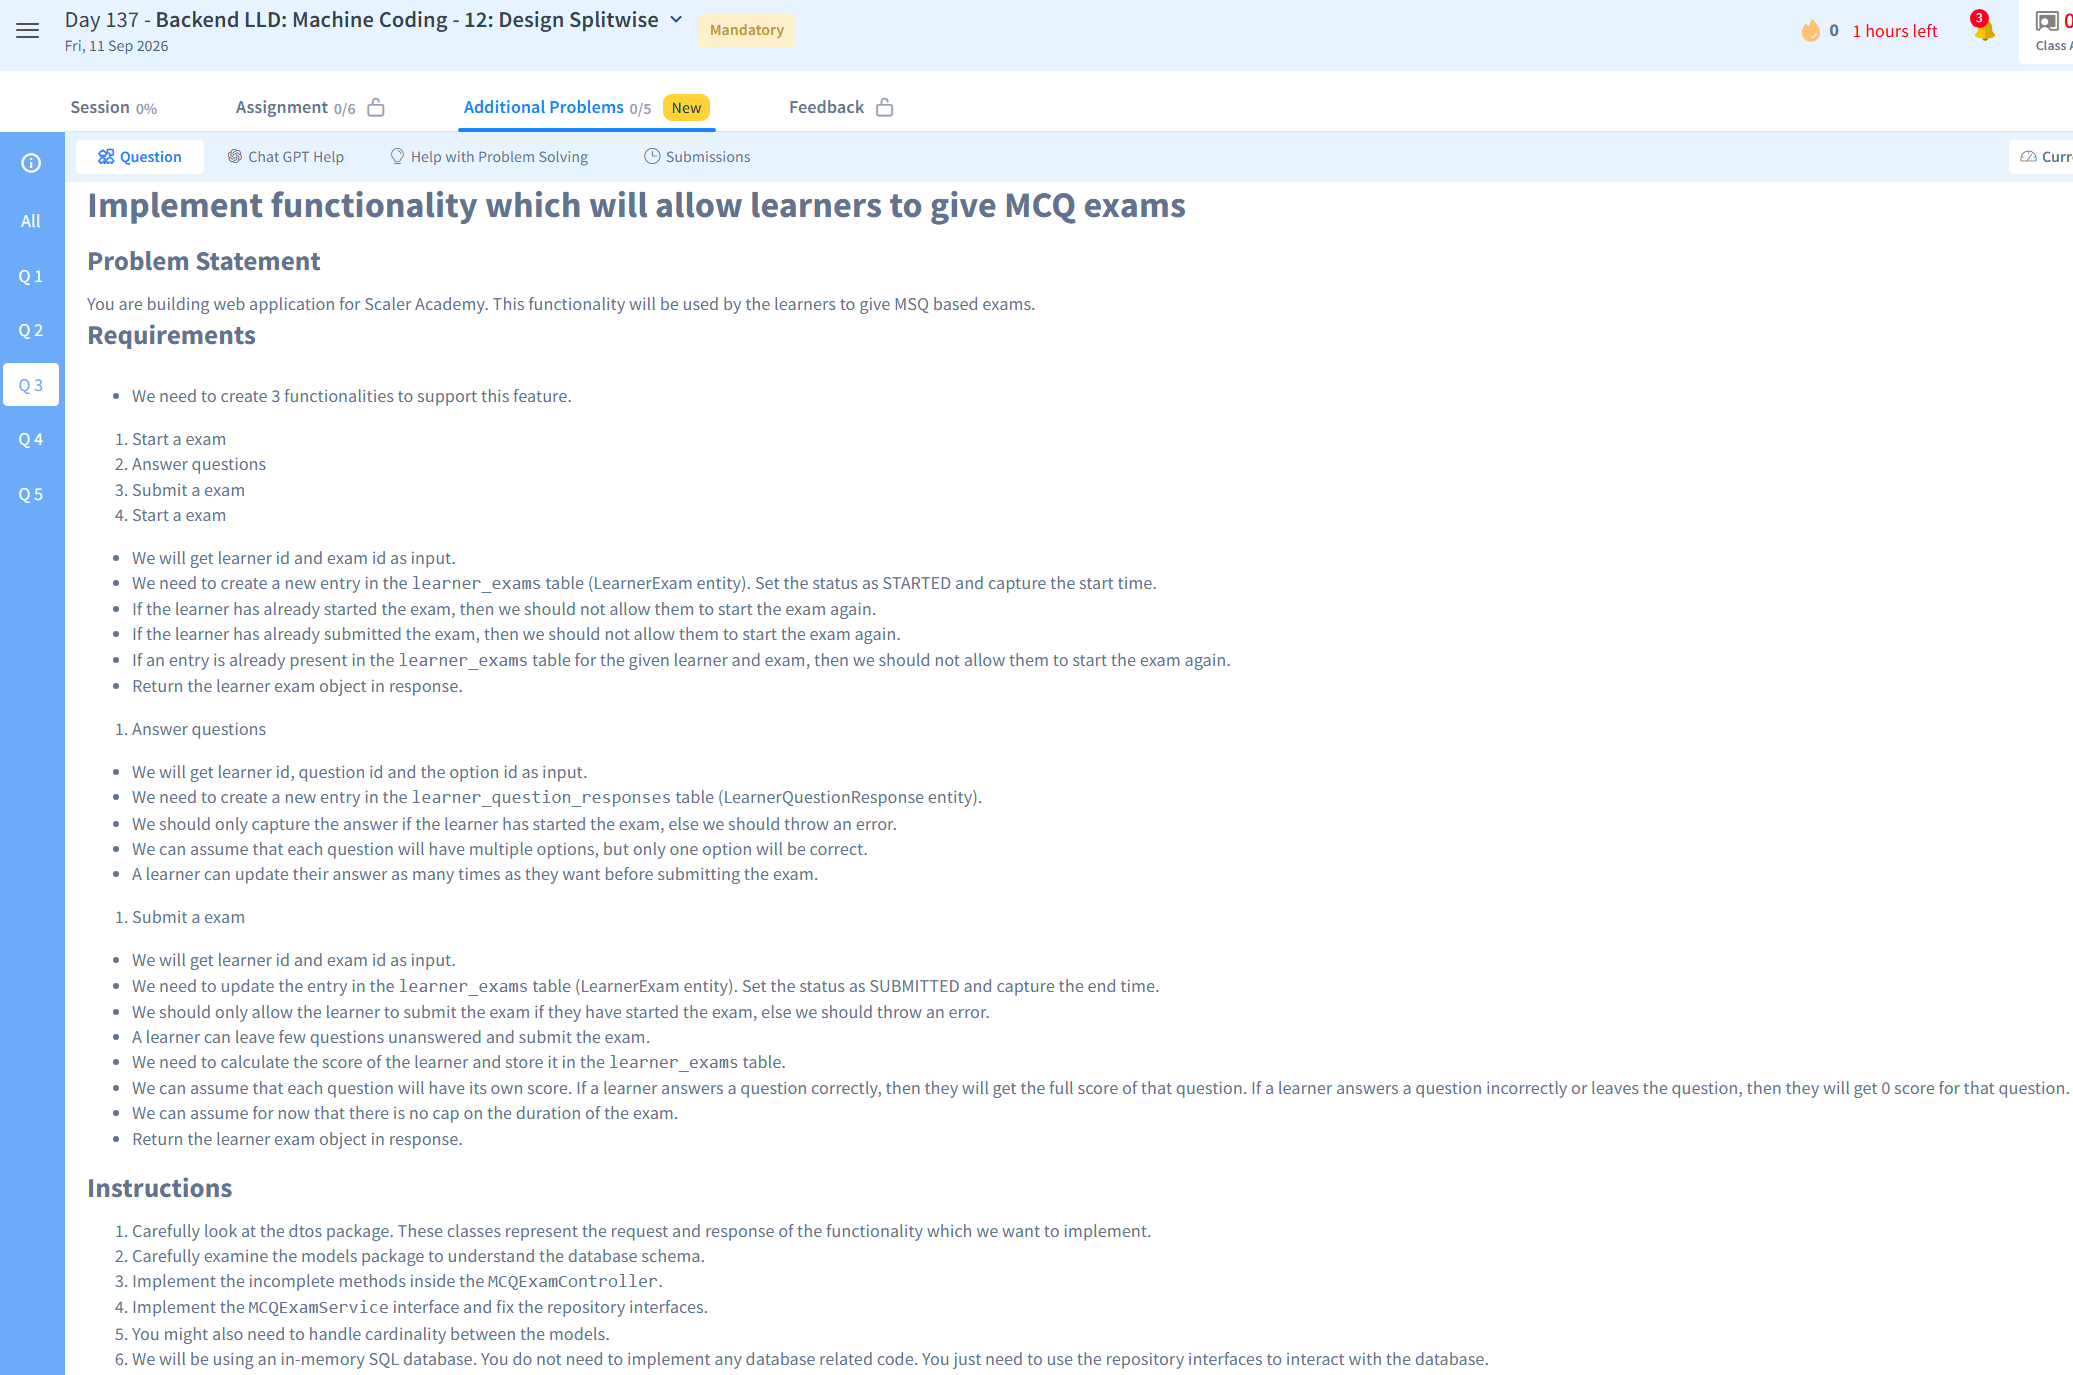 Day 137 - Backend LLD: Machine Coding - 12: Design Splitwise
Mandatory
Fri, 11 Sep 2026
0
1 hours left
3
0
Class A
Session 0%
Assignment 0/6
Additional Problems 0/5
New
Feedback
Question
Chat GPT Help
Help with Problem Solving
Submissions
Curr
All
Q 1
Q 2
Q 3
Q 4
Q 5
Implement functionality which will allow learners to give MCQ exams
Problem Statement
You are building web application for Scaler Academy. This functionality will be used by the learners to give MSQ based exams.
Requirements
• We need to create 3 functionalities to support this feature.
1. Start a exam
2. Answer questions
3. Submit a exam
4. Start a exam
• We will get learner id and exam id as input.
• We need to create a new entry in the learner_exams table (LearnerExam entity). Set the status as STARTED and capture the start time.
• If the learner has already started the exam, then we should not allow them to start the exam again.
• If the learner has already submitted the exam, then we should not allow them to start the exam again.
• If an entry is already present in the learner_exams table for the given learner and exam, then we should not allow them to start the exam again.
• Return the learner exam object in response.
1. Answer questions
• We will get learner id, question id and the option id as input.
• We need to create a new entry in the learner_question_responses table (LearnerQuestionResponse entity).
• We should only capture the answer if the learner has started the exam, else we should throw an error.
• We can assume that each question will have multiple options, but only one option will be correct.
• A learner can update their answer as many times as they want before submitting the exam.
1. Submit a exam
• We will get learner id and exam id as input.
• We need to update the entry in the learner_exams table (LearnerExam entity). Set the status as SUBMITTED and capture the end time.
• We should only allow the learner to submit the exam if they have started the exam, else we should throw an error.
• A learner can leave few questions unanswered and submit the exam.
• We need to calculate the score of the learner and store it in the learner_exams table.
• We can assume that each question will have its own score. If a learner answers a question correctly, then they will get the full score of that question. If a learner answers a question incorrectly or leaves the question, then they will get 0 score for that question.
• We can assume for now that there is no cap on the duration of the exam.
• Return the learner exam object in response.
Instructions
1. Carefully look at the dtos package. These classes represent the request and response of the functionality which we want to implement.
2. Carefully examine the models package to understand the database schema.
3. Implement the incomplete methods inside the MCQExamController.
4. Implement the MCQExamService interface and fix the repository interfaces.
5. You might also need to handle cardinality between the models.
6. We will be using an in-memory SQL database. You do not need to implement any database related code. You just need to use the repository interfaces to interact with the database.